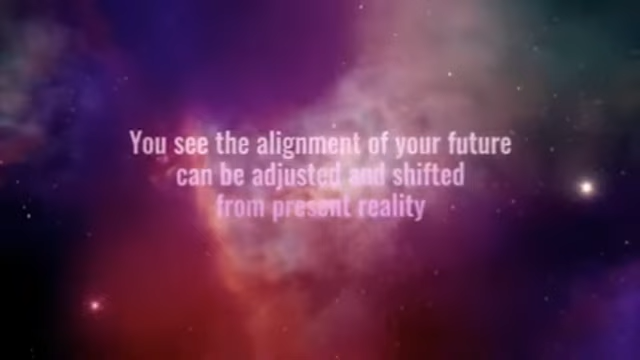 You see the alignment of your future
can be adjusted and shifted
from present reality